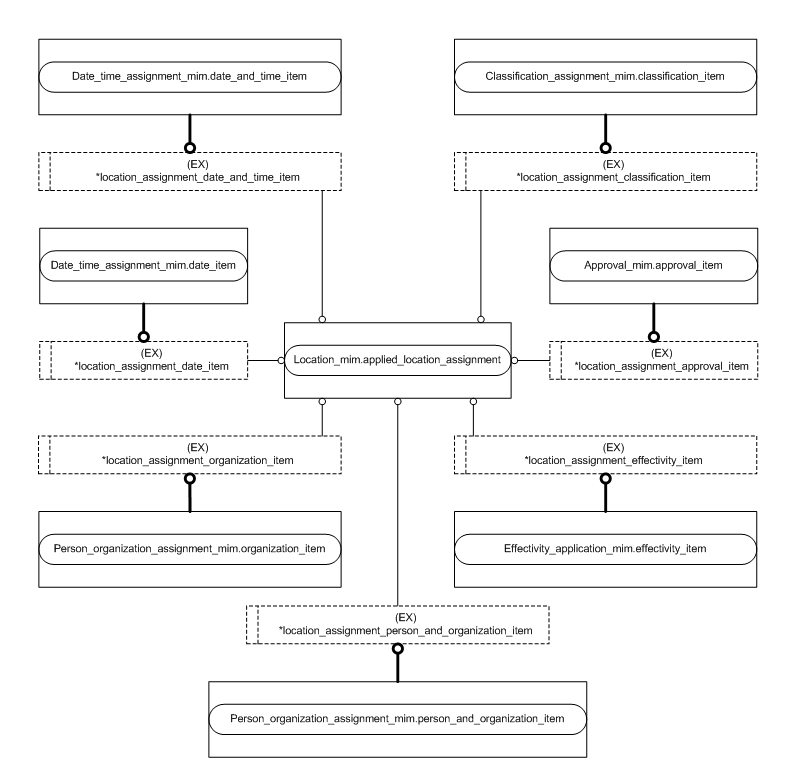 Date_time_assignment_mim.date_and_time_item
Classification_assignment_mim.classification_item
(EX)
*location_assignment_date_and_time_item
(EX)
*location_assignment_classification_item
Date_time_assignment_mim.date_item
Approval_mim.approval_item
(EX)
*location_assignment_date_item
Location_mim.applied_location_assignment
(EX)
*location_assignment_approval_item
(EX)
*location_assignment_organization_item
(EX)
*location_assignment_effectivity_item
Person_organization_assignment_mim.organization_item
Effectivity_application_mim.effectivity_item
(EX)
*location_assignment_person_and_organization_item
Person_organization_assignment_mim.person_and_organization_item